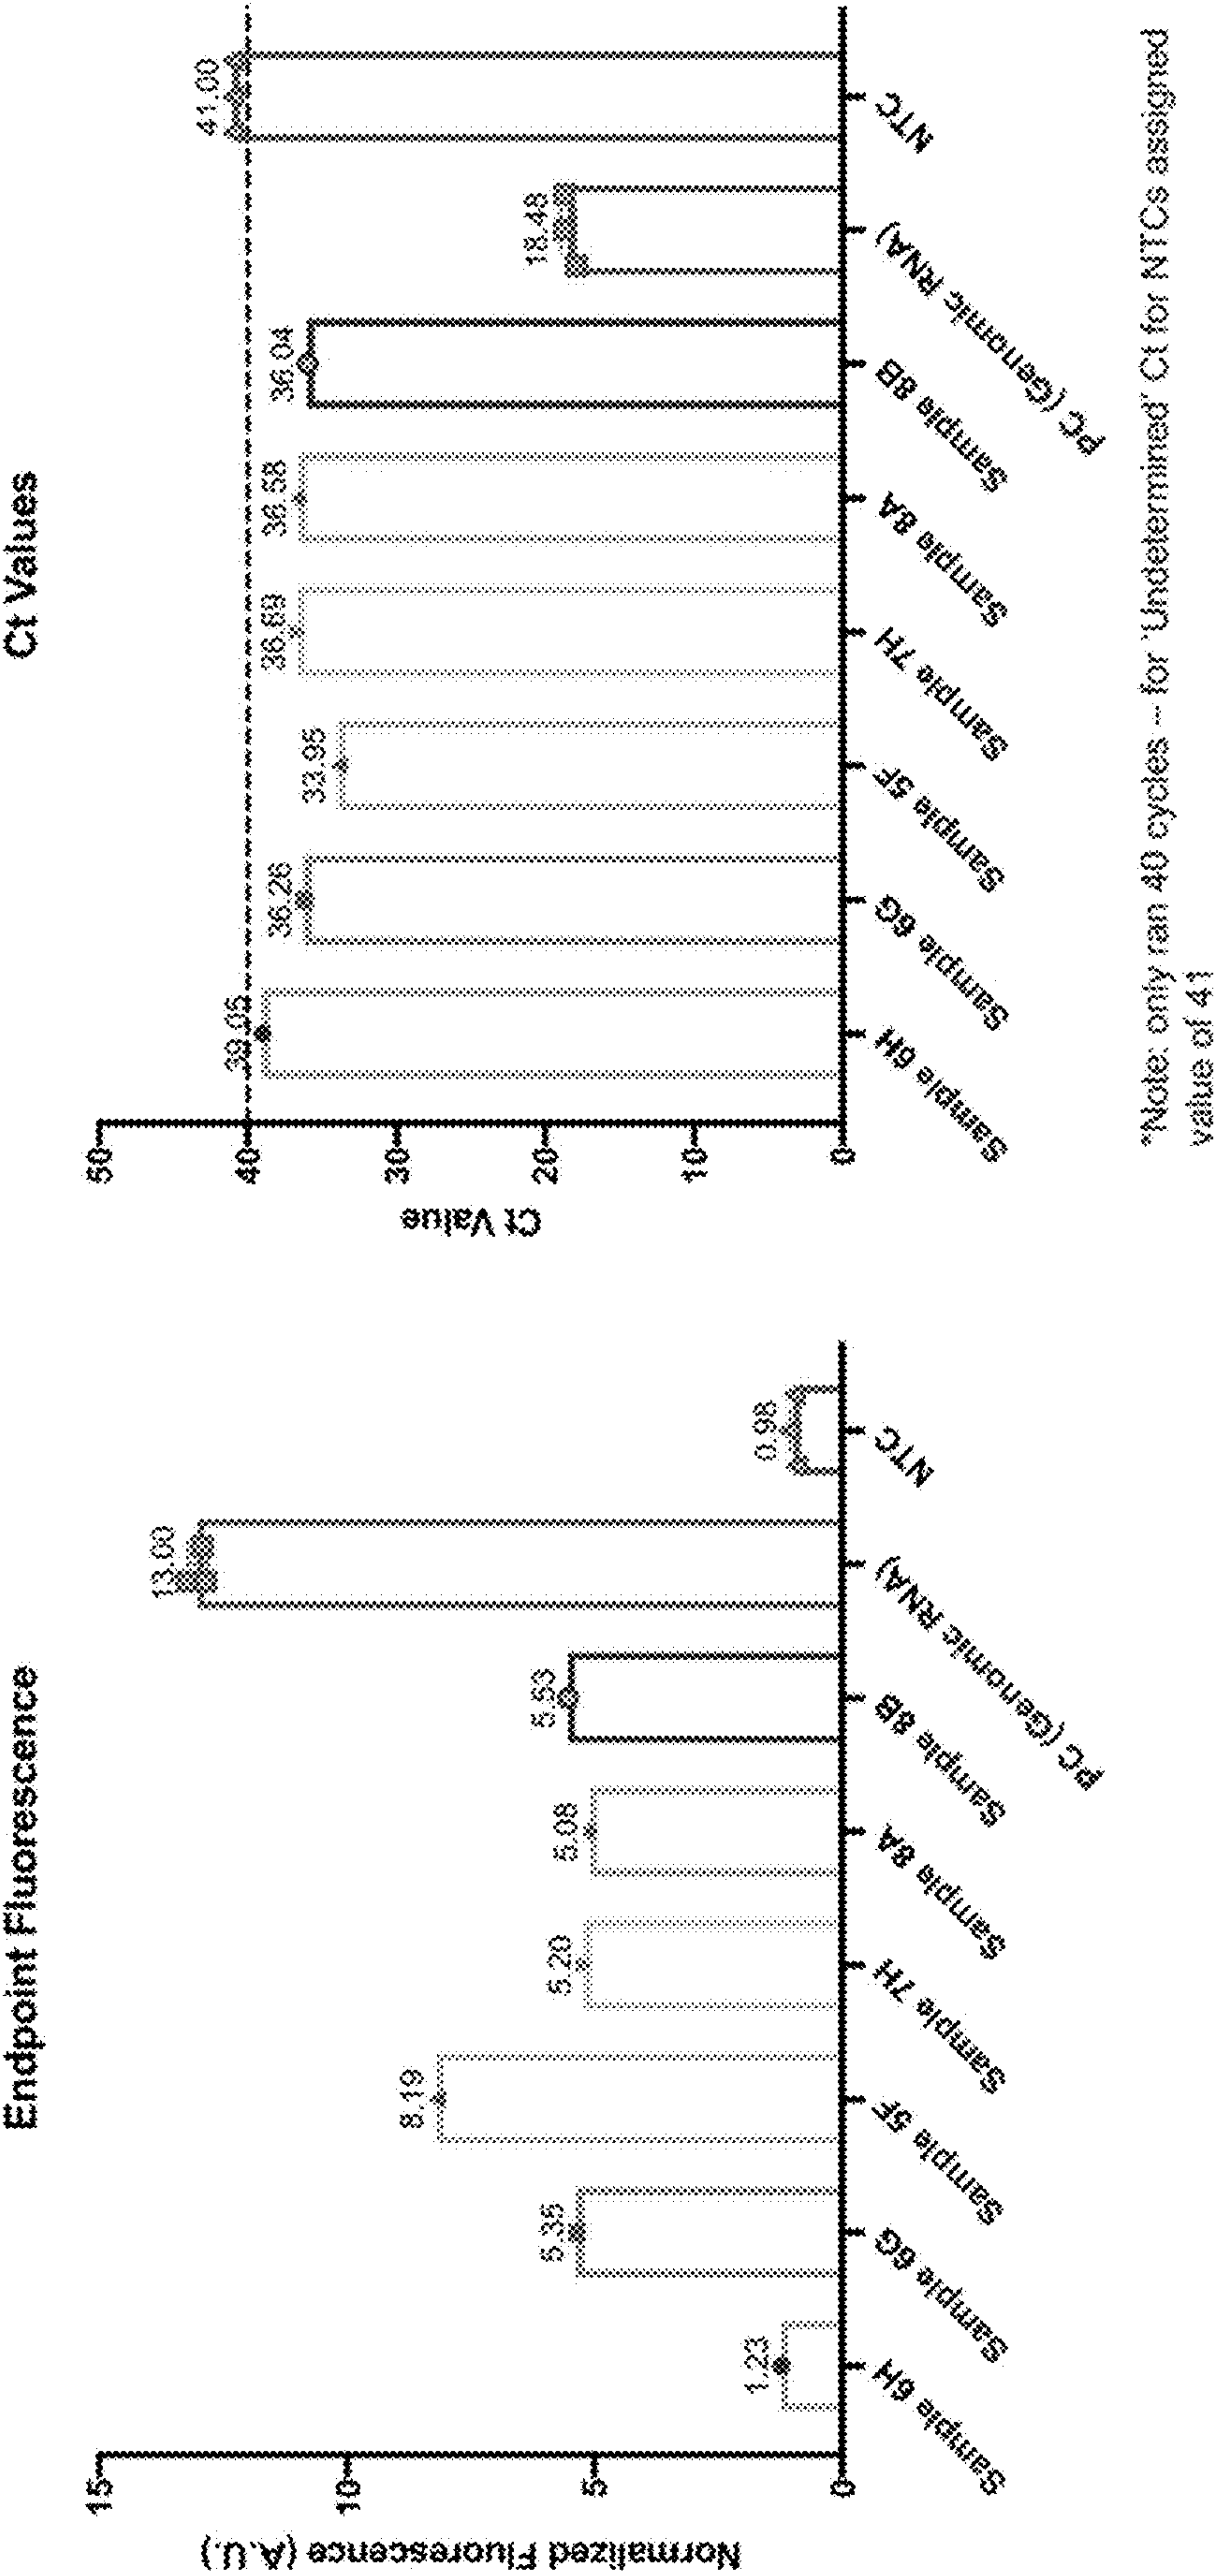 Endpoint Fluorescence
Normalized Fluorescence (A.U.)
15
10
5
0
1.23
5.35
8.19
5.20
5.08
5.53
13.00
0.98
Sample 6H
Sample 6G
Sample 5F
Sample 7H
Sample 8A
Sample 8B
PC (Genomic RNA)
NTC
Ct Values
Ct Value
50
40
30
20
10
0
39.05
36.26
33.95
36.69
36.58
36.04
18.48
41.00
Sample 6H
Sample 6G
Sample 5F
Sample 7H
Sample 8A
Sample 8B
PC (Genomic RNA)
NTC
*Note: only ran 40 cycles -- for 'Undetermined' Ct for NTCs assigned
value of 41